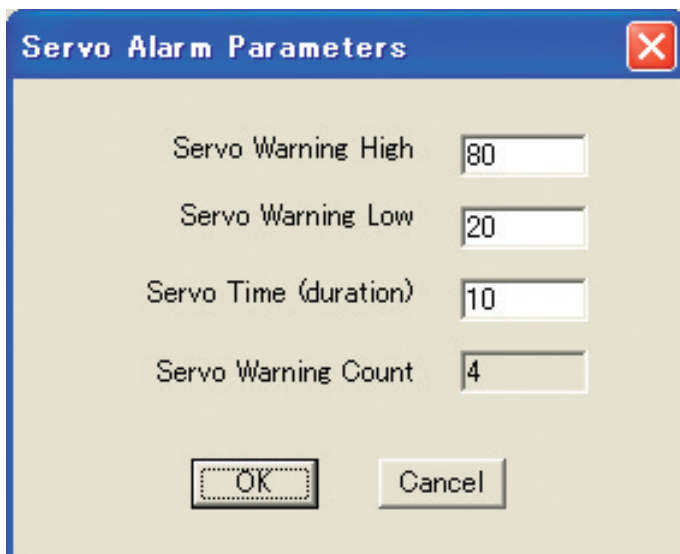 Servo Alarm Parameters
Servo Warning High 80
Servo Warning Low 20
Servo Time (duration) 10
Servo Warning Count 4
OK Cancel